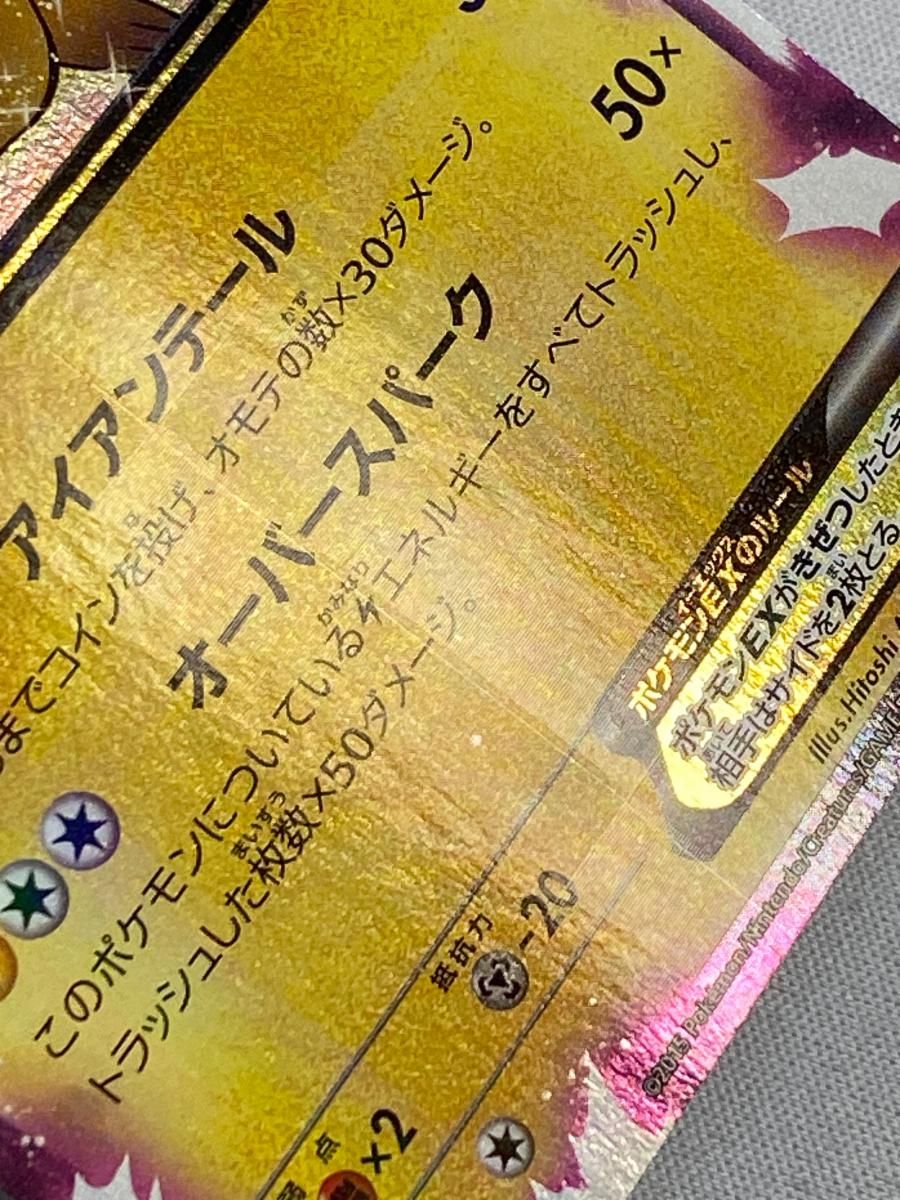 アイアンテール
までコインを投げ、オモテの数×30ダメージ。
オーバースパーク
50×
このポケモンについている雷エネルギーをすべてトラッシュし、
トラッシュした枚数×50ダメージ。
弱点
×2
抵抗力
-20
ポケモンEXのルール
ポケモンEXがきぜつしたとき
相手はサイドを2枚とる
Illus.Hitoshi
©2015 Pokémon/Nintendo/Creatures/GAME